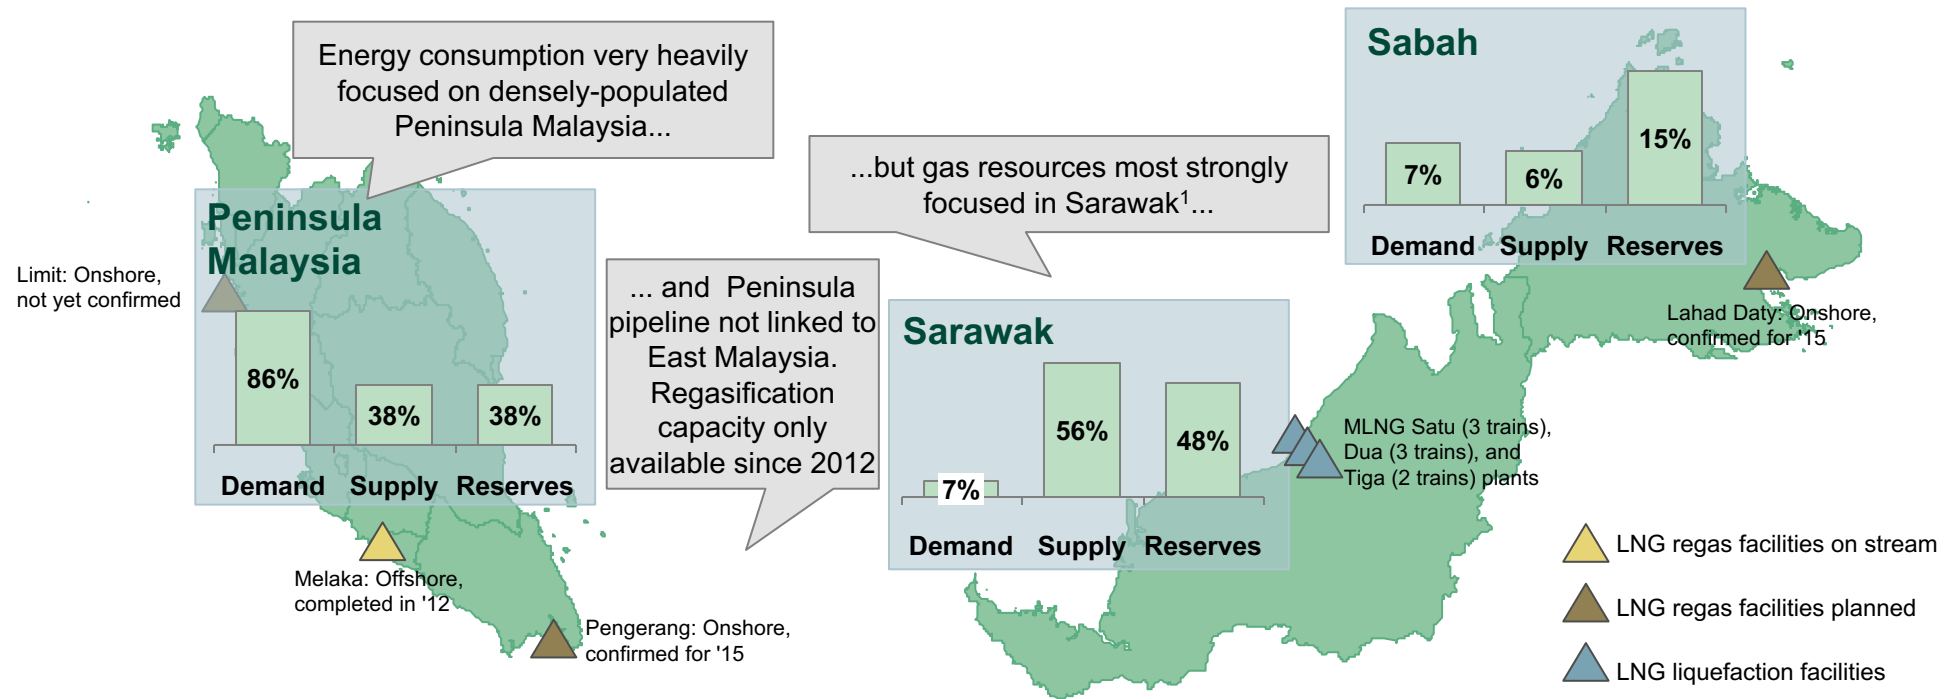 Energy consumption very heavily
focused on densely-populated
Peninsula Malaysia...
...but gas resources most strongly
focused in Sarawak¹...
... and Peninsula
pipeline not linked to
East Malaysia.
Regasification
capacity only
available since 2012
Peninsula
Malaysia
86%
38%
38%
Demand Supply Reserves
Limit: Onshore,
not yet confirmed
Melaka: Offshore,
completed in '12
Pengerang: Onshore,
confirmed for '15
Sarawak
7%
56%
48%
Demand Supply Reserves
MLNG Satu (3 trains),
Dua (3 trains), and
Tiga (2 trains) plants
Sabah
7%
6%
15%
Demand Supply Reserves
Lahad Daty: Onshore,
confirmed for '15
LNG regas facilities on stream
LNG regas facilities planned
LNG liquefaction facilities